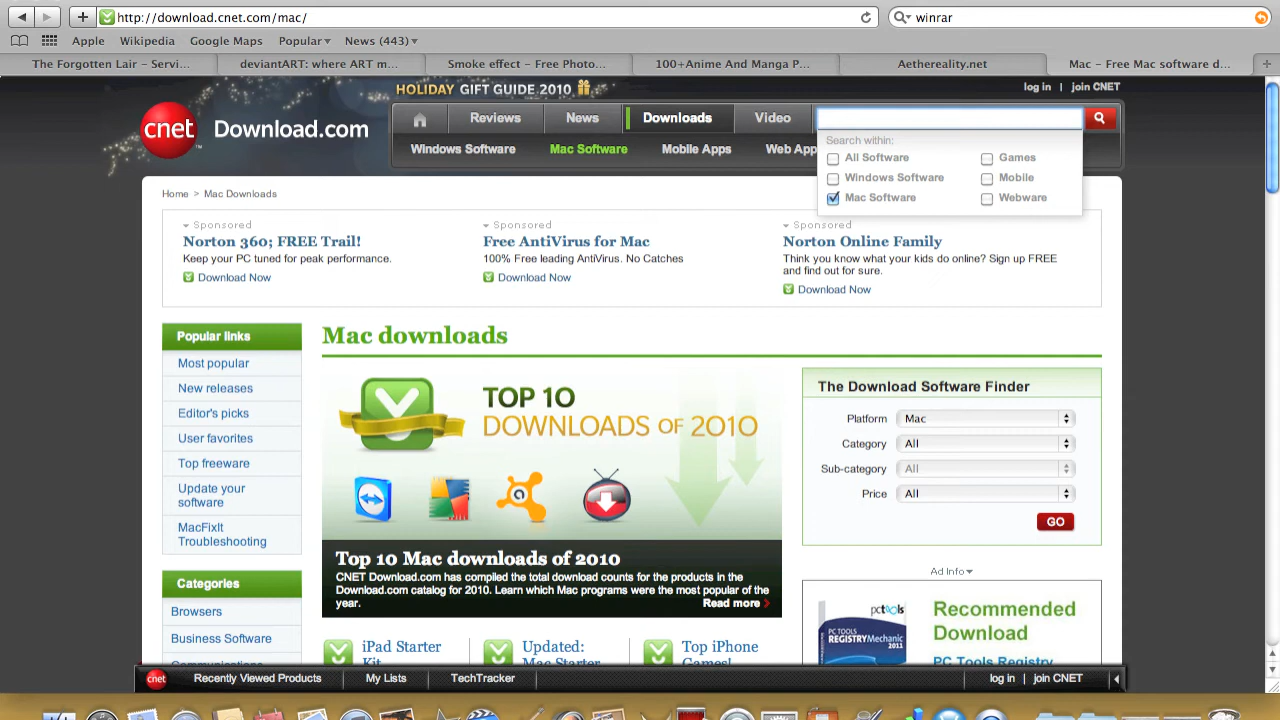 http://download.cnet.com/mac/
winrar
Apple
Wikipedia
Google Maps
Popular
News (443)
The Forgotten Lair – Servi...
deviantART: where ART m...
Smoke effect – Free Photo...
100+Anime And Manga P...
Aethereality.net
Mac – Free Mac software d...
HOLIDAY GIFT GUIDE 2010
log in | join CNET
cnet Download.com
Reviews
News
Downloads
Video
Windows Software
Mac Software
Mobile Apps
Web App
Search within:
All Software
Games
Windows Software
Mobile
Mac Software
Webware
Home > Mac Downloads
Sponsored
Norton 360; FREE Trail!
Keep your PC tuned for peak performance.
Download Now
Sponsored
Free AntiVirus for Mac
100% Free leading AntiVirus. No Catches
Download Now
Sponsored
Norton Online Family
Think you know what your kids do online? Sign up FREE
and find out for sure.
Download Now
Popular links
Most popular
New releases
Editor's picks
User favorites
Top freeware
Update your
software
MacFixIt
Troubleshooting
Categories
Browsers
Business Software
Communications
Mac downloads
TOP 10
DOWNLOADS OF 2010
Top 10 Mac downloads of 2010
CNET Download.com has compiled the total download counts for the products in the
Download.com catalog for 2010. Learn which Mac programs were the most popular of the
year.
Read more
iPad Starter
Kit
Updated:
Mac Starter
Top iPhone
Games!
The Download Software Finder
Platform Mac
Category All
Sub-category All
Price All
GO
Ad Info
pctools
PC TOOLS
REGISTRYMechanic
2011
Recommended
Download
PC Tools Registry
cnet
Recently Viewed Products
My Lists
TechTracker
log in | join CNET